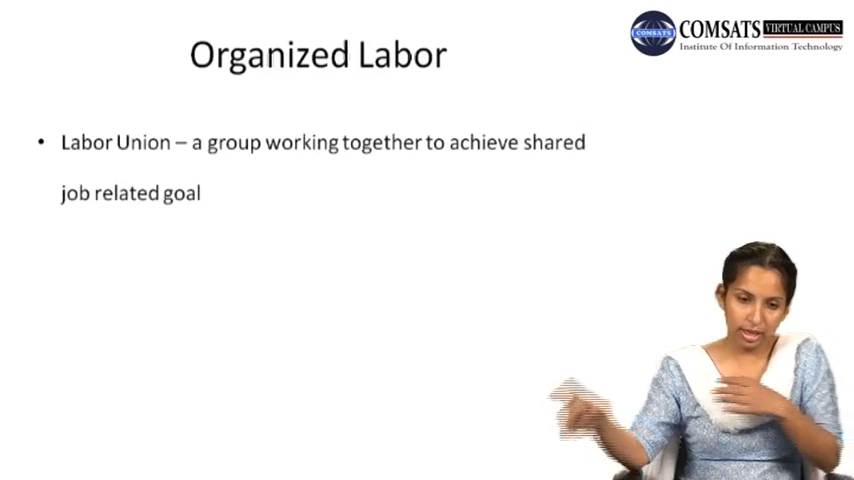 Organized Labor
COMSATS
COMSATS VIRTUAL CAMPUS
Institute Of Information Technology
• Labor Union – a group working together to achieve shared
job related goal